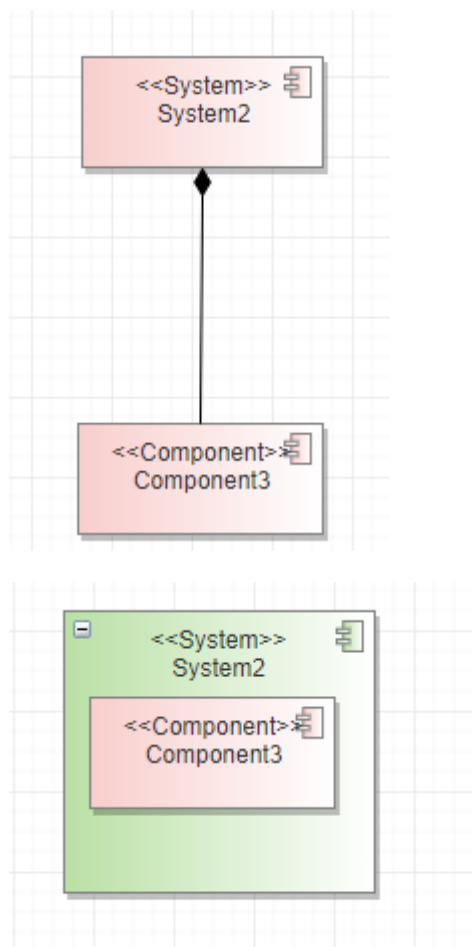 <<System>>
System2
<<Component>>
Component3
<<System>>
System2
<<Component>>
Component3